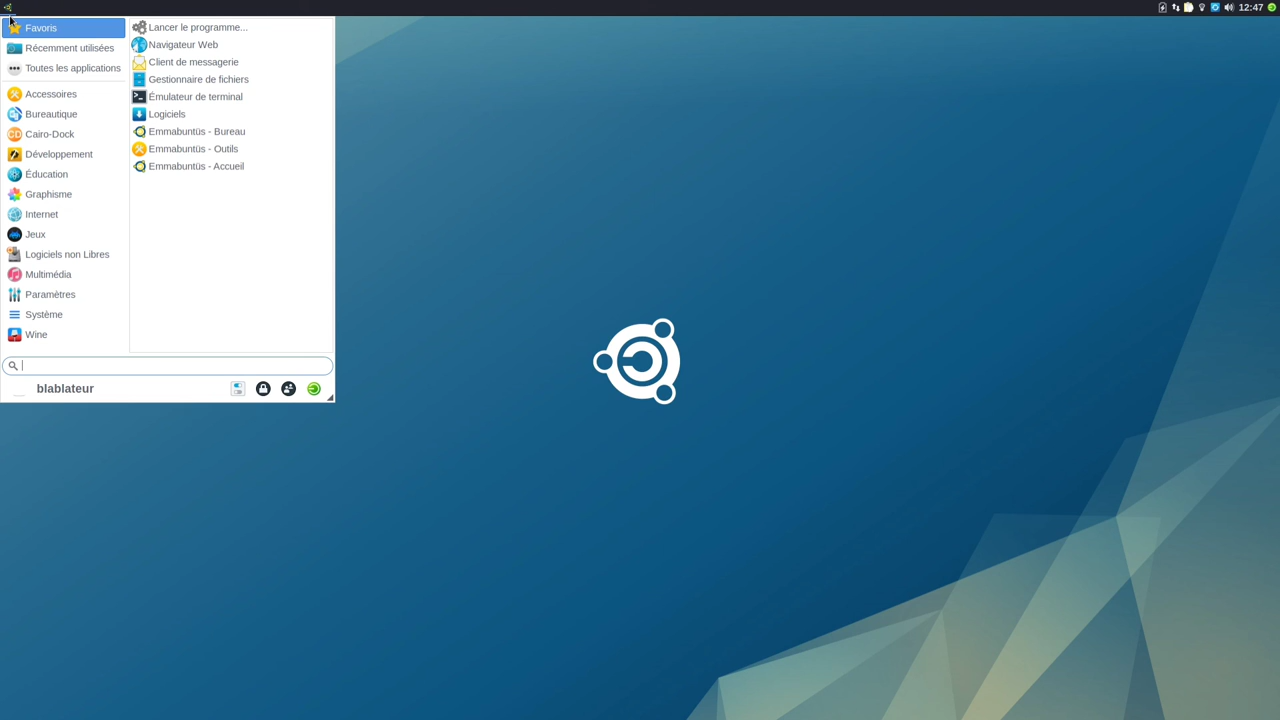 12:47
Favoris
Récemment utilisées
Toutes les applications
Accessoires
Bureautique
Cairo-Dock
Développement
Éducation
Graphisme
Internet
Jeux
Logiciels non Libres
Multimédia
Paramètres
Système
Wine
Lancer le programme...
Navigateur Web
Client de messagerie
Gestionnaire de fichiers
Émulateur de terminal
Logiciels
Emmabuntüs - Bureau
Emmabuntüs - Outils
Emmabuntüs - Accueil
blablateur